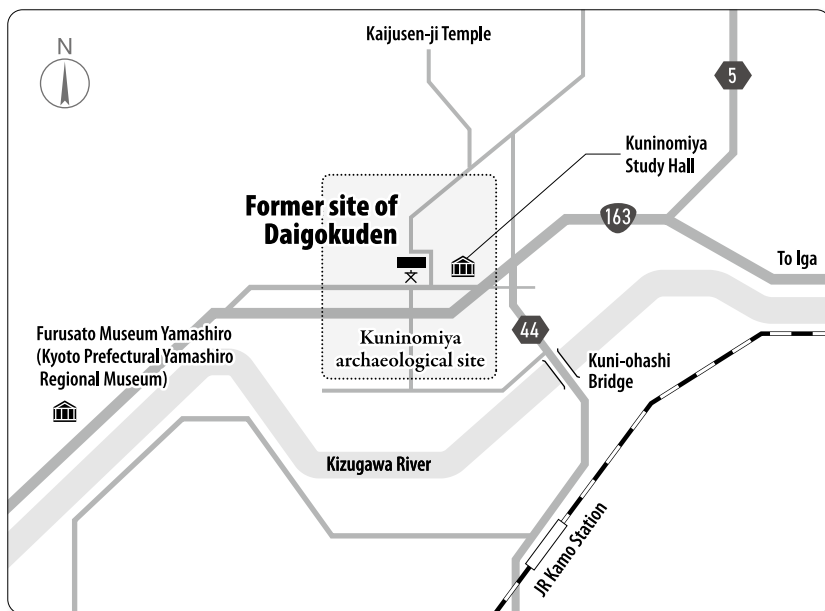 N
Kaijusen-ji Temple
5
Kuninomiya
Study Hall
Former site of
Daigokuden
163
To Iga
文
Furusato Museum Yamashiro
(Kyoto Prefectural Yamashiro
Regional Museum)
Kuninomiya
archaeological site
44
Kuni-ohashi
Bridge
Kizugawa River
JR Kamo Station